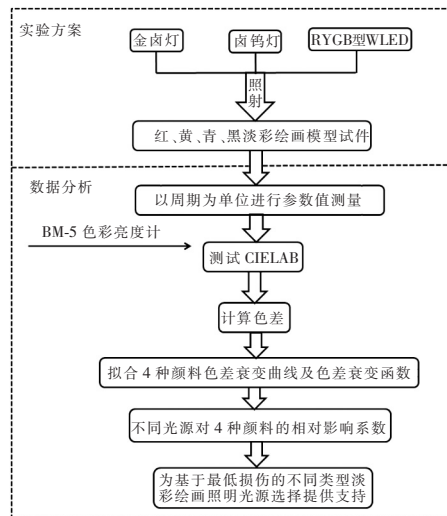 实验方案
金卤灯
卤钨灯
RYGB型WLED
照
射
红、黄、青、黑淡彩绘画模型试件
数据分析
以周期为单位进行参数值测量
BM-5 色彩亮度计
测试 CIELAB
计算色差
拟合 4 种颜料色差衰变曲线及色差衰变函数
不同光源对 4 种颜料的相对影响系数
为基于最低损伤的不同类型淡
彩绘画照明光源选择提供支持